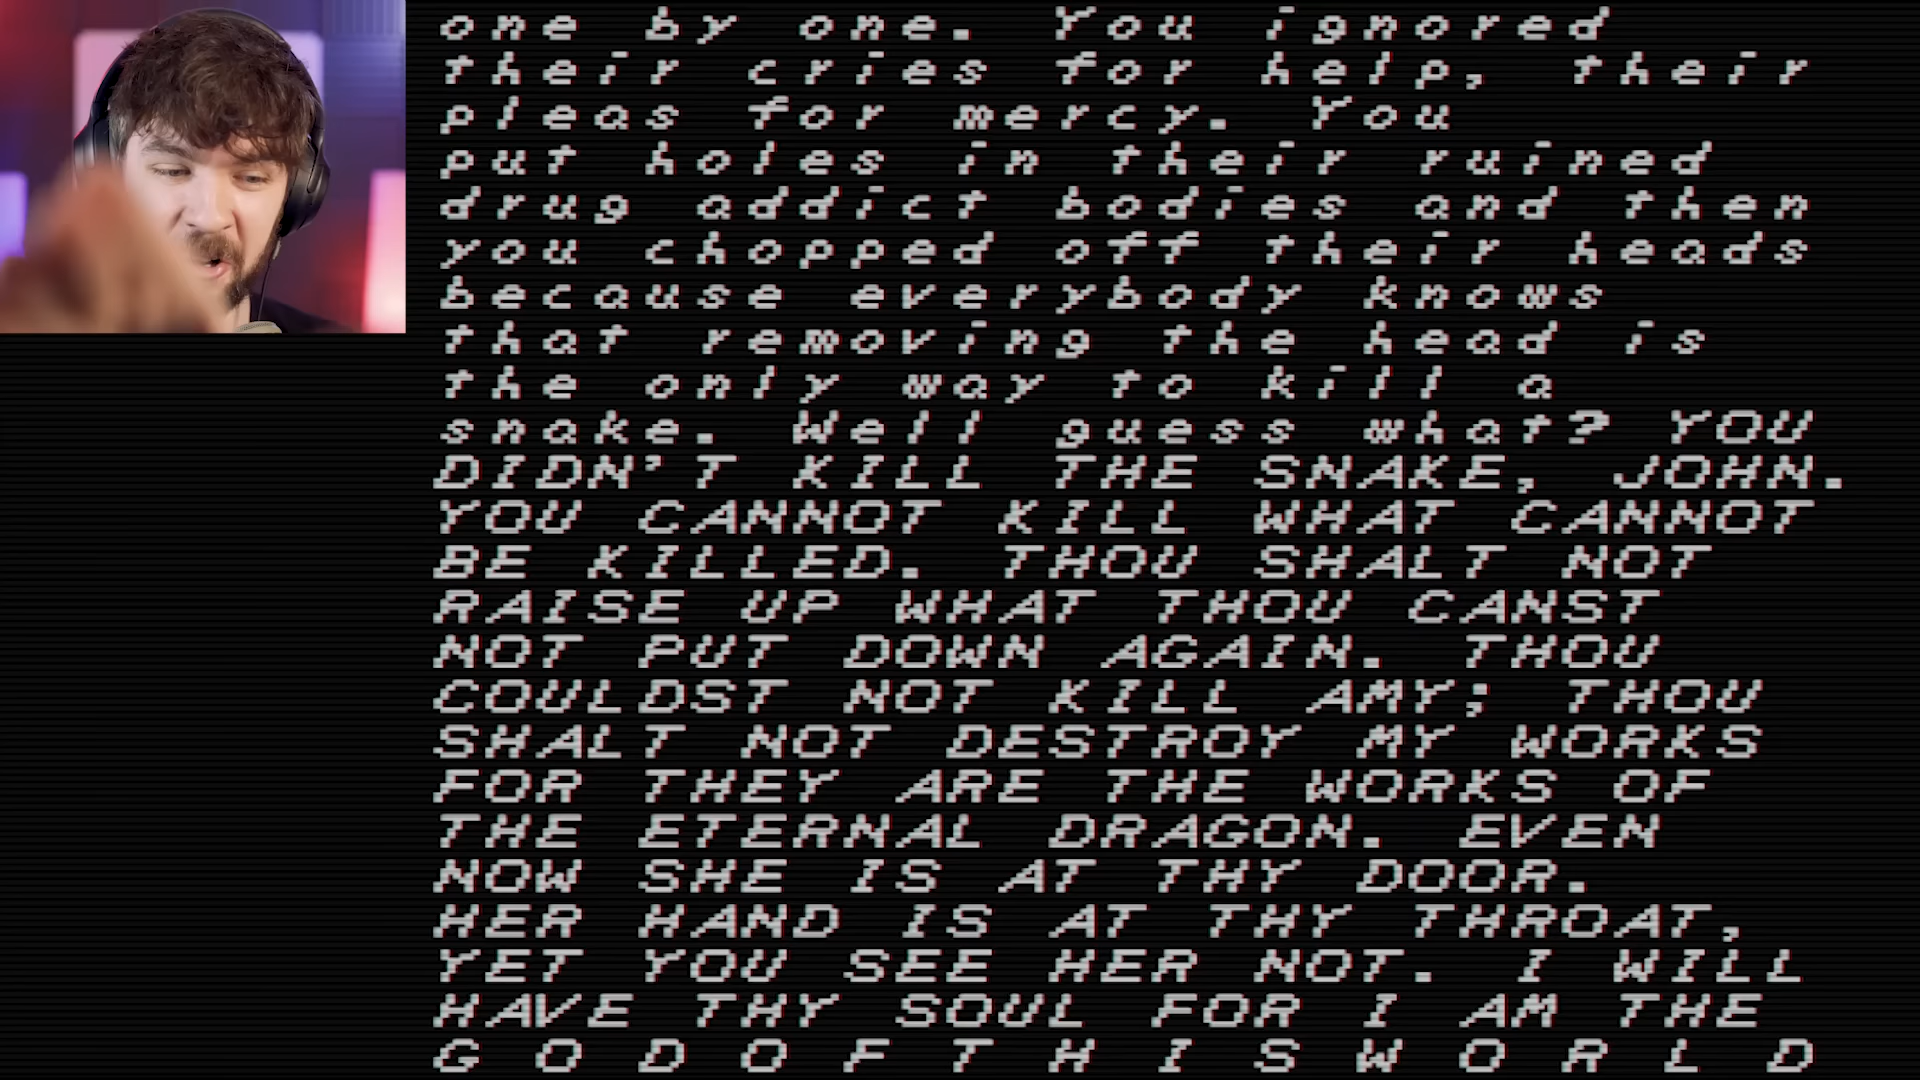 one by one. You ignored
their cries for help, their
pleas for mercy. You
put holes in their ruined
drug addict bodies and then
you chopped off their heads
because everybody knows
that removing the head is
the only way to kill a
snake. Well guess what? YOU
DIDN'T KILL THE SNAKE, JOHN.
YOU CANNOT KILL WHAT CANNOT
BE KILLED. THOU SHALT NOT
RAISE UP WHAT THOU CANST
NOT PUT DOWN AGAIN. THOU
COULDST NOT KILL AMY; THOU
SHALT NOT DESTROY MY WORKS
FOR THEY ARE THE WORKS OF
THE ETERNAL DRAGON. EVEN
NOW SHE IS AT THY DOOR.
HER HAND IS AT THY THROAT,
YET YOU SEE HER NOT. I WILL
HAVE THY SOUL FOR I AM THE
G O D O F T H I S W O R L D